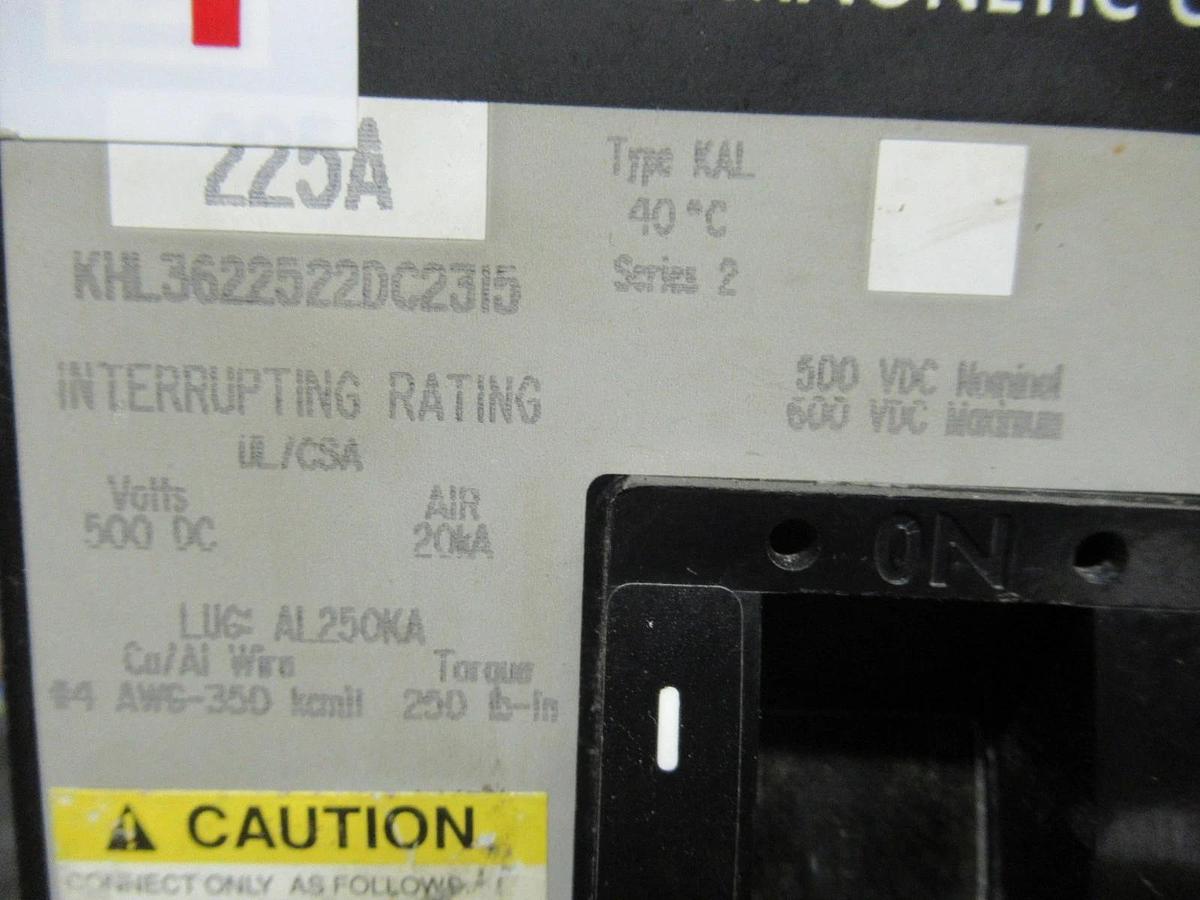 225A
KHL3622522DC2315
Type KAL
40°C
Series 2
INTERRUPTING RATING
UL/CSA
Volts AIR
500 DC 20kA
LUG: AL250KA
Cu/Al Wire Torque
#4 AWG-350 kcmil 250 lb-in
500 VDC Nominal
600 VDC Maximum
ON
CAUTION
CONNECT ONLY AS FOLLOWS